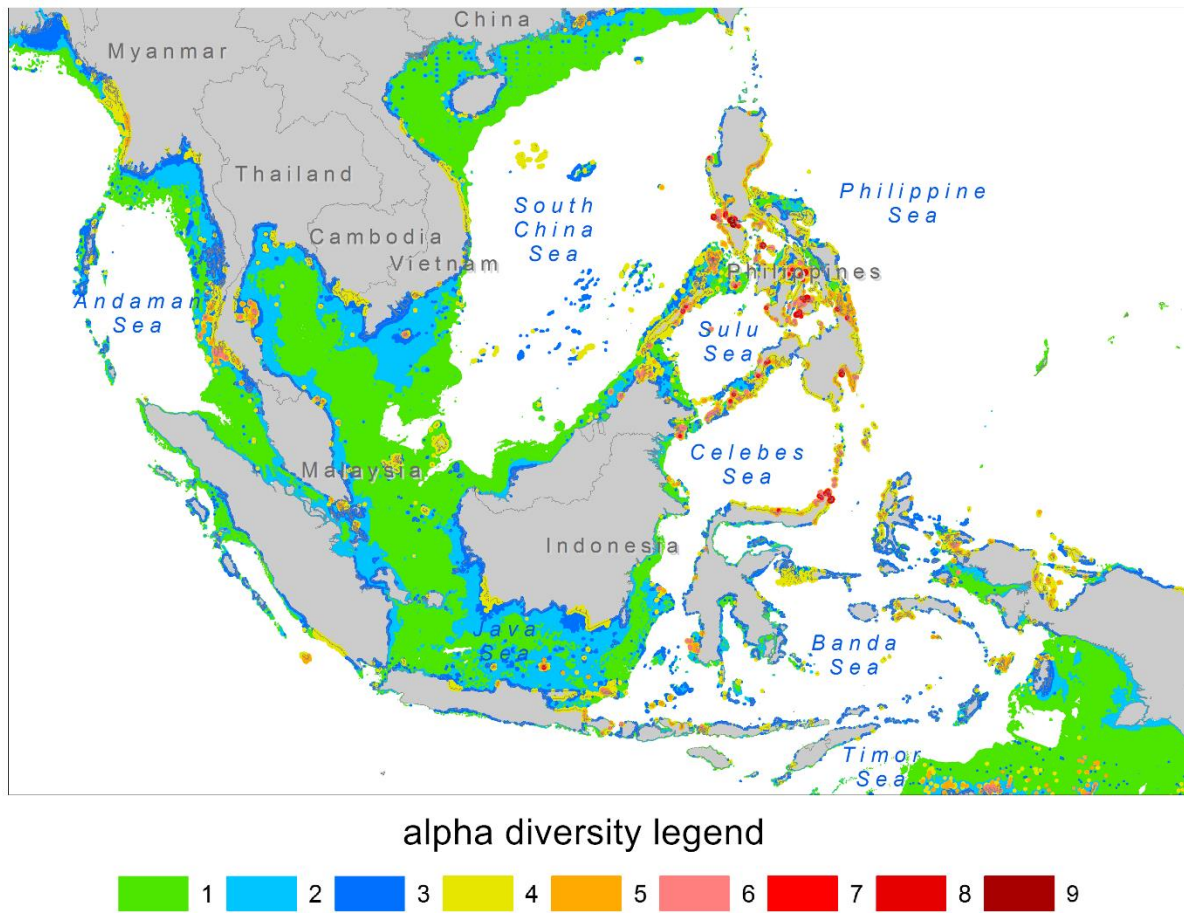 China
Myanmar
Thailand
Cambodia
Vietnam
South
China
Sea
Philippine
Sea
Philippines
Andaman
Sea
Sulu
Sea
Celebes
Sea
Malaysia
Indonesia
Java
Sea
Banda
Sea
Timor
Sea
alpha diversity legend
1 2 3 4 5 6 7 8 9